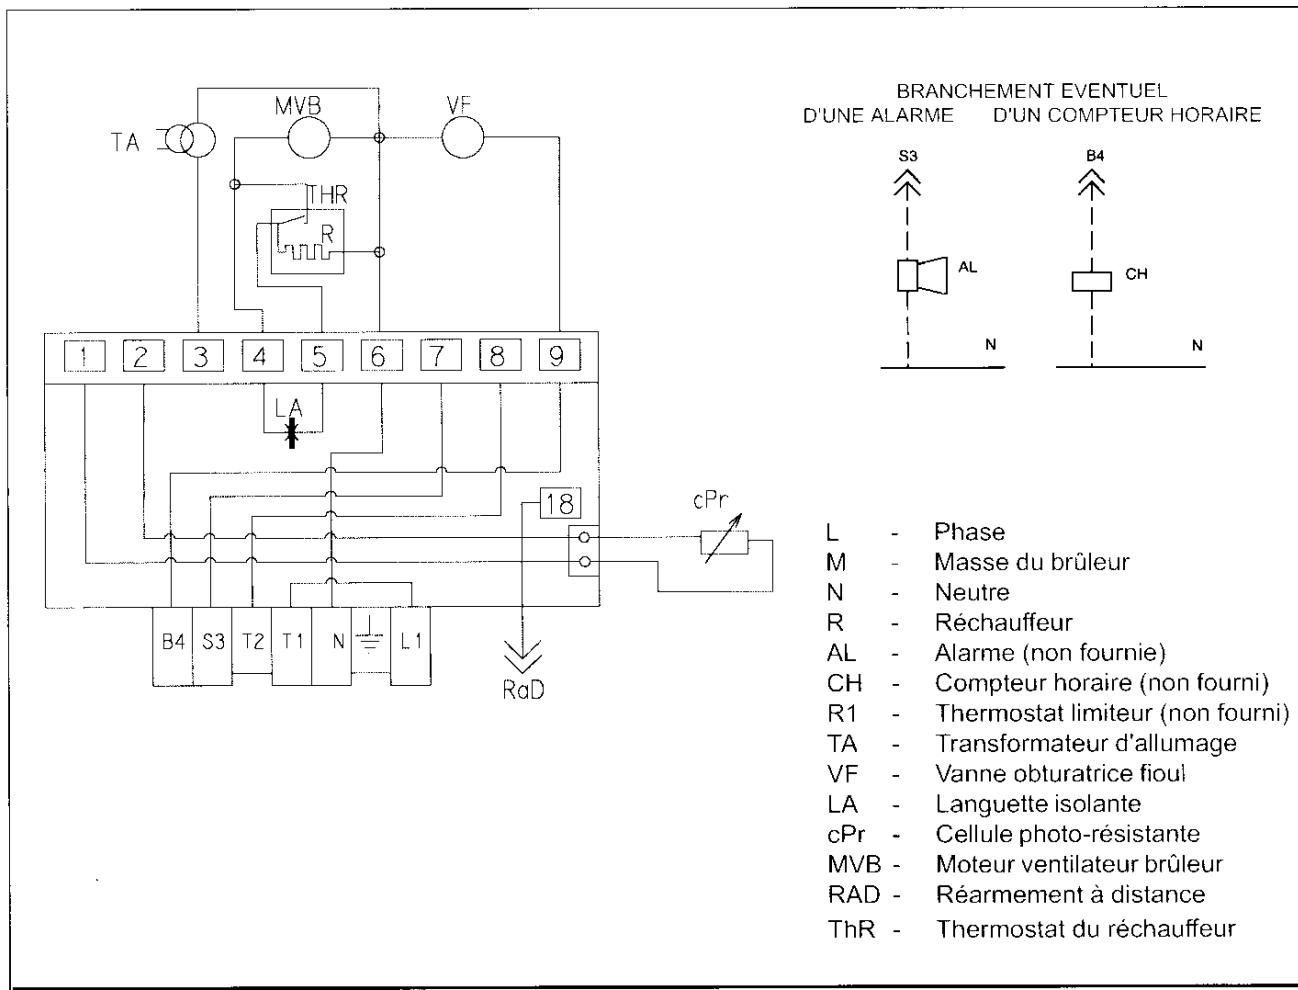 BRANCHEMENT EVENTUEL
D'UNE ALARME D'UN COMPTEUR HORAIRE
S3 B4
AL CH
N N
MVB VF
TA
THR
R
1 2 3 4 5 6 7 8 9
LA
18
cPr
B4 S3 T2 T1 N L1
RaD
L - Phase
M - Masse du brûleur
N - Neutre
R - Réchauffeur
AL - Alarme (non fournie)
CH - Compteur horaire (non fourni)
R1 - Thermostat limiteur (non fourni)
TA - Transformateur d'allumage
VF - Vanne obturatrice fioul
LA - Languette isolante
cPr - Cellule photo-résistante
MVB - Moteur ventilateur brûleur
RAD - Réarmement à distance
ThR - Thermostat du réchauffeur